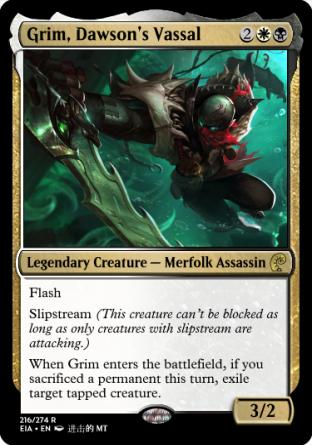 Grim, Dawson's Vassal 2
Legendary Creature — Merfolk Assassin
Flash
Slipstream (This creature can't be blocked as
long as only creatures with slipstream are
attacking.)
When Grim enters the battlefield, if you
sacrificed a permanent this turn, exile
target tapped creature.
3/2
216/274 R
EIA • EN 进击的 MT